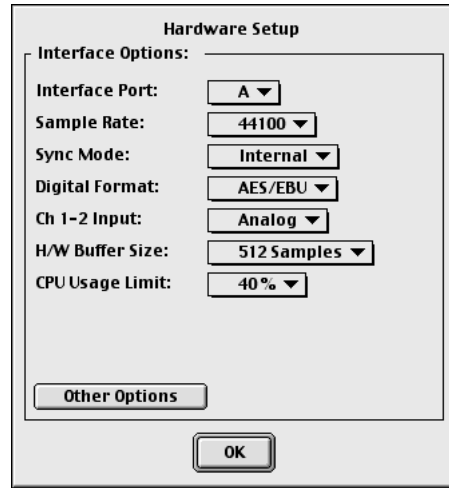 Hardware Setup
Interface Options:
Interface Port: A
Sample Rate: 44100
Sync Mode: Internal
Digital Format: AES/EBU
Ch 1-2 Input: Analog
H/W Buffer Size: 512 Samples
CPU Usage Limit: 40%
Other Options
OK